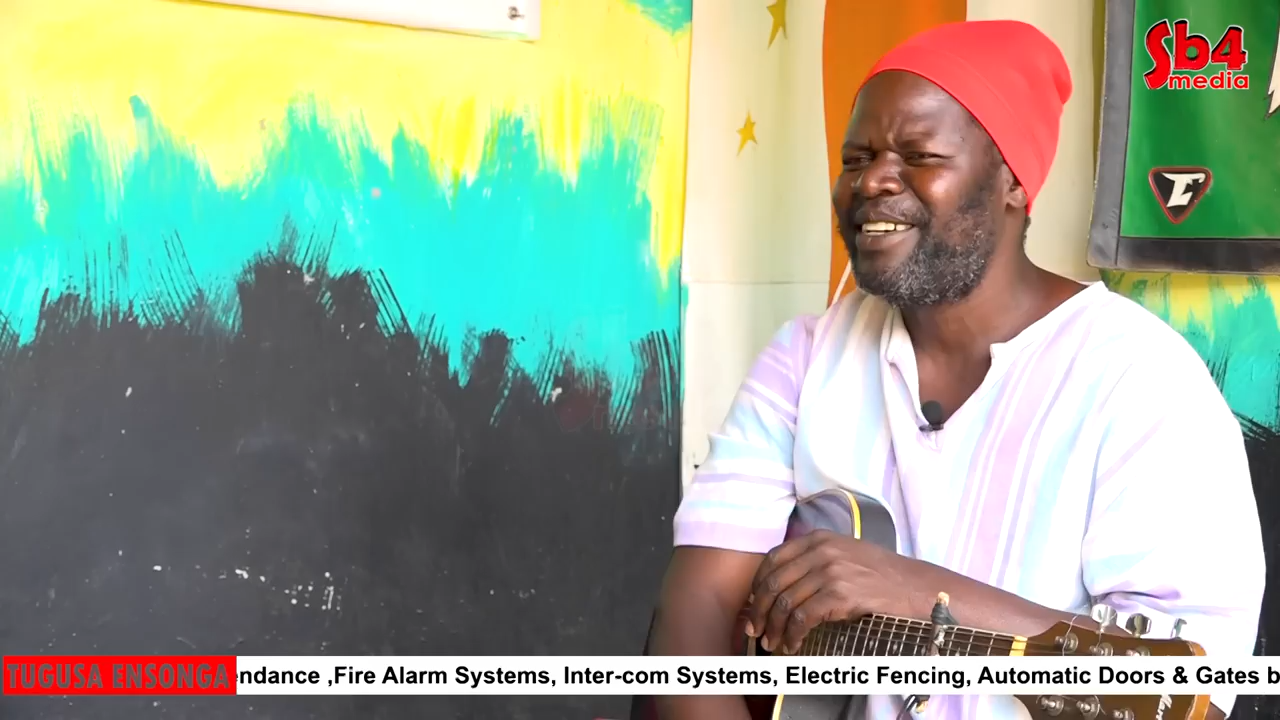 Sb4
media
TUGUSA ENSONGA
endance ,Fire Alarm Systems, Inter-com Systems, Electric Fencing, Automatic Doors & Gates b